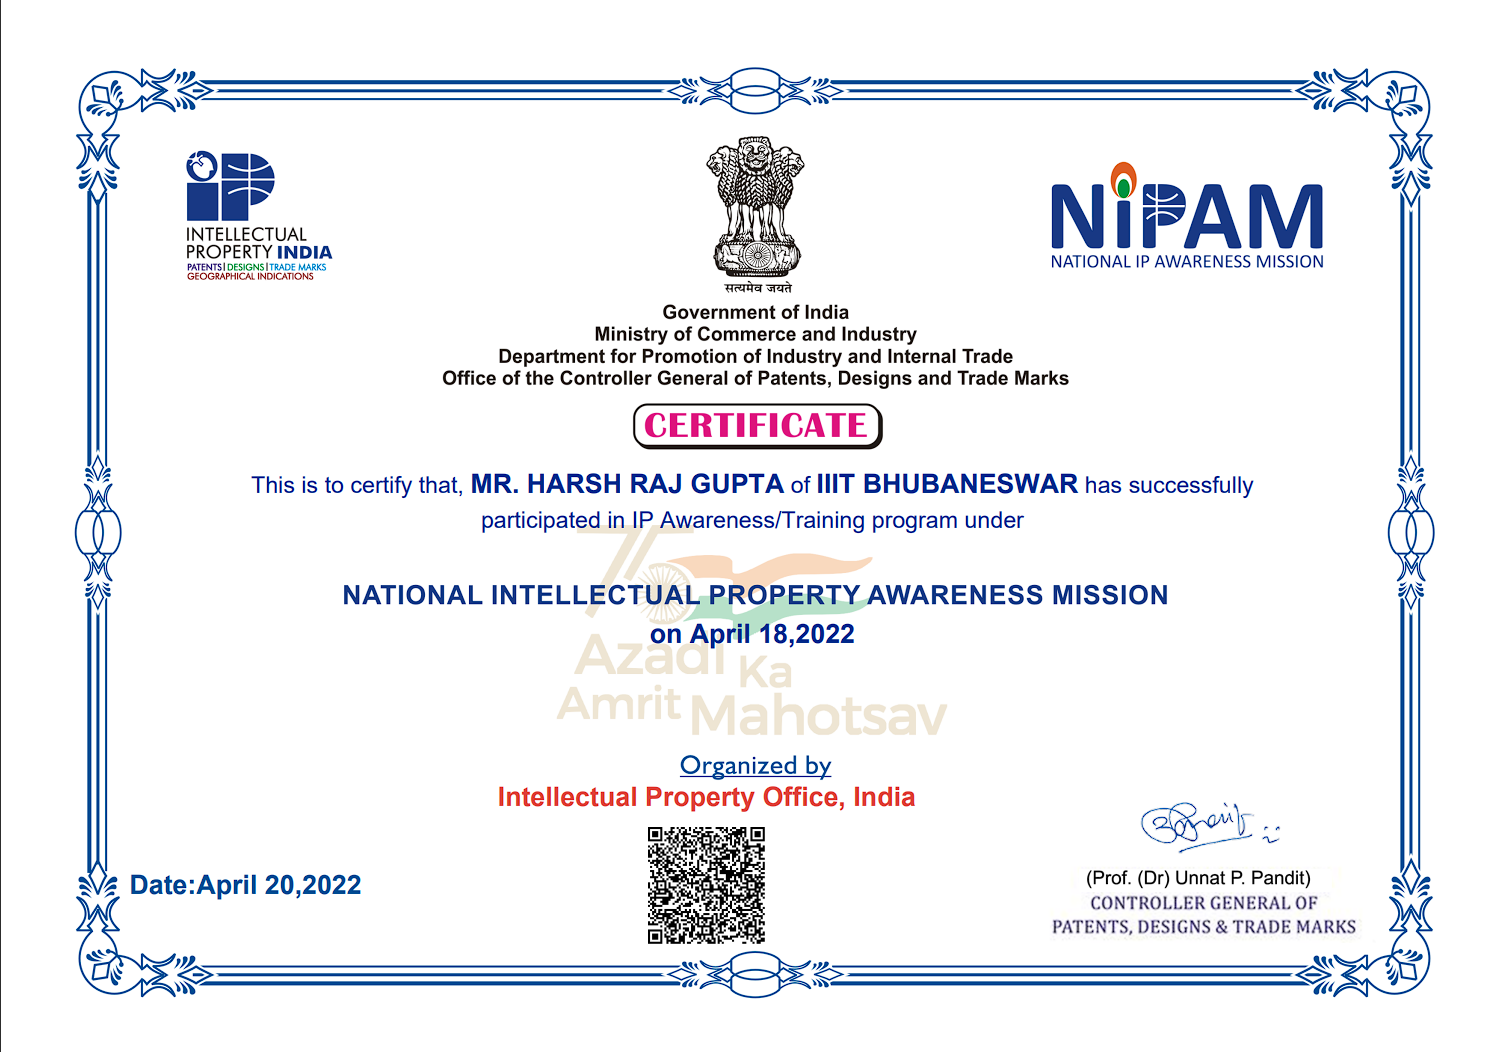 INTELLECTUAL
PROPERTY INDIA
PATENTS | DESIGNS | TRADE MARKS
GEOGRAPHICAL INDICATIONS
सत्यमेव जयते
NiPAM
NATIONAL IP AWARENESS MISSION
Government of India
Ministry of Commerce and Industry
Department for Promotion of Industry and Internal Trade
Office of the Controller General of Patents, Designs and Trade Marks
CERTIFICATE
This is to certify that, MR. HARSH RAJ GUPTA of IIIT BHUBANESWAR has successfully
participated in IP Awareness/Training program under
NATIONAL INTELLECTUAL PROPERTY AWARENESS MISSION
on April 18,2022
75
Azadi Ka
Amrit Mahotsav
Organized by
Intellectual Property Office, India
Date:April 20,2022
(Prof. (Dr) Unnat P. Pandit)
CONTROLLER GENERAL OF
PATENTS, DESIGNS & TRADE MARKS